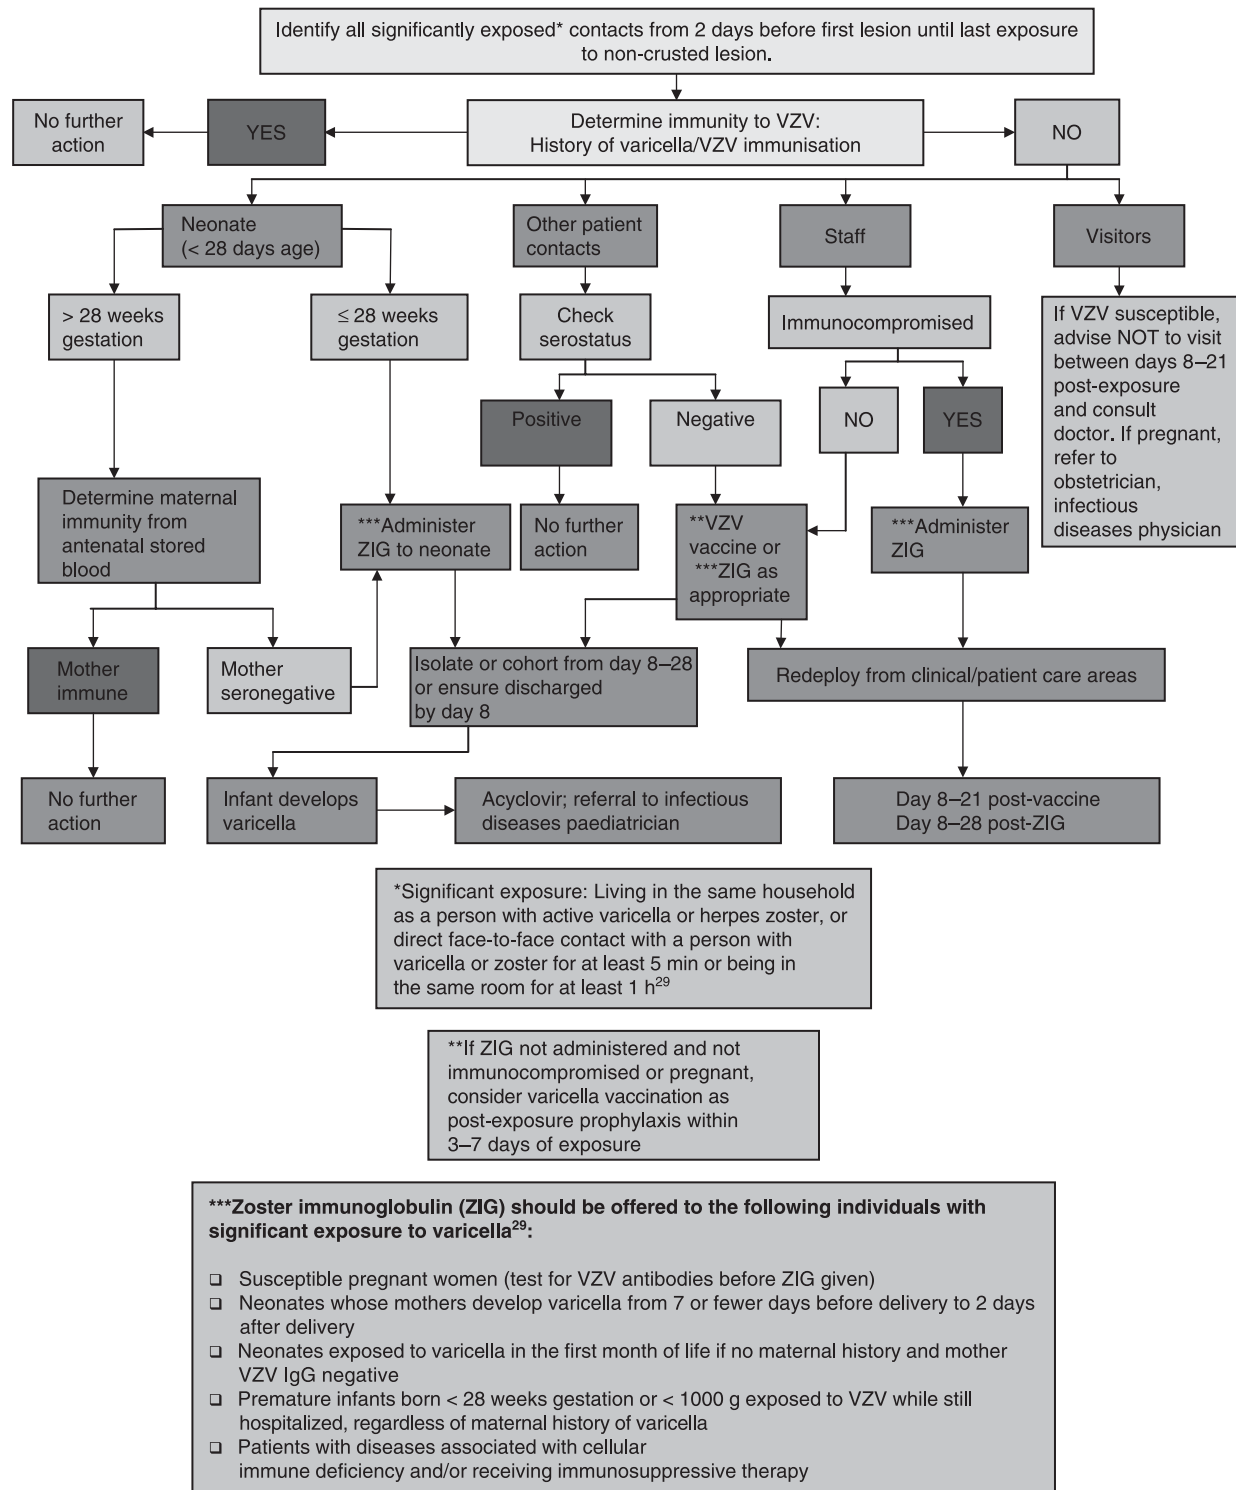 Identify all significantly exposed* contacts from 2 days before first lesion until last exposure
to non-crusted lesion.
No further
action
YES
Determine immunity to VZV:
History of varicella/VZV immunisation
NO
Neonate
(< 28 days age)
Other patient
contacts
Staff
Visitors
> 28 weeks
gestation
≤ 28 weeks
gestation
Check
serostatus
Immunocompromised
If VZV susceptible,
advise NOT to visit
between days 8–21
post-exposure
and consult
doctor. If pregnant,
refer to
obstetrician,
infectious
diseases physician
Positive
Negative
NO
YES
Determine maternal
immunity from
antenatal stored
blood
***Administer
ZIG to neonate
No further
action
**VZV
vaccine or
***ZIG as
appropriate
***Administer
ZIG
Mother
immune
Mother
seronegative
Isolate or cohort from day 8–28
or ensure discharged
by day 8
Redeploy from clinical/patient care areas
No further
action
Infant develops
varicella
Acyclovir; referral to infectious
diseases paediatrician
Day 8–21 post-vaccine
Day 8–28 post-ZIG
*Significant exposure: Living in the same household
as a person with active varicella or herpes zoster, or
direct face-to-face contact with a person with
varicella or zoster for at least 5 min or being in
the same room for at least 1 h29
**If ZIG not administered and not
immunocompromised or pregnant,
consider varicella vaccination as
post-exposure prophylaxis within
3–7 days of exposure
***Zoster immunoglobulin (ZIG) should be offered to the following individuals with
significant exposure to varicella29:
❑ Susceptible pregnant women (test for VZV antibodies before ZIG given)
❑ Neonates whose mothers develop varicella from 7 or fewer days before delivery to 2 days
after delivery
❑ Neonates exposed to varicella in the first month of life if no maternal history and mother
VZV IgG negative
❑ Premature infants born < 28 weeks gestation or < 1000 g exposed to VZV while still
hospitalized, regardless of maternal history of varicella
❑ Patients with diseases associated with cellular
immune deficiency and/or receiving immunosuppressive therapy